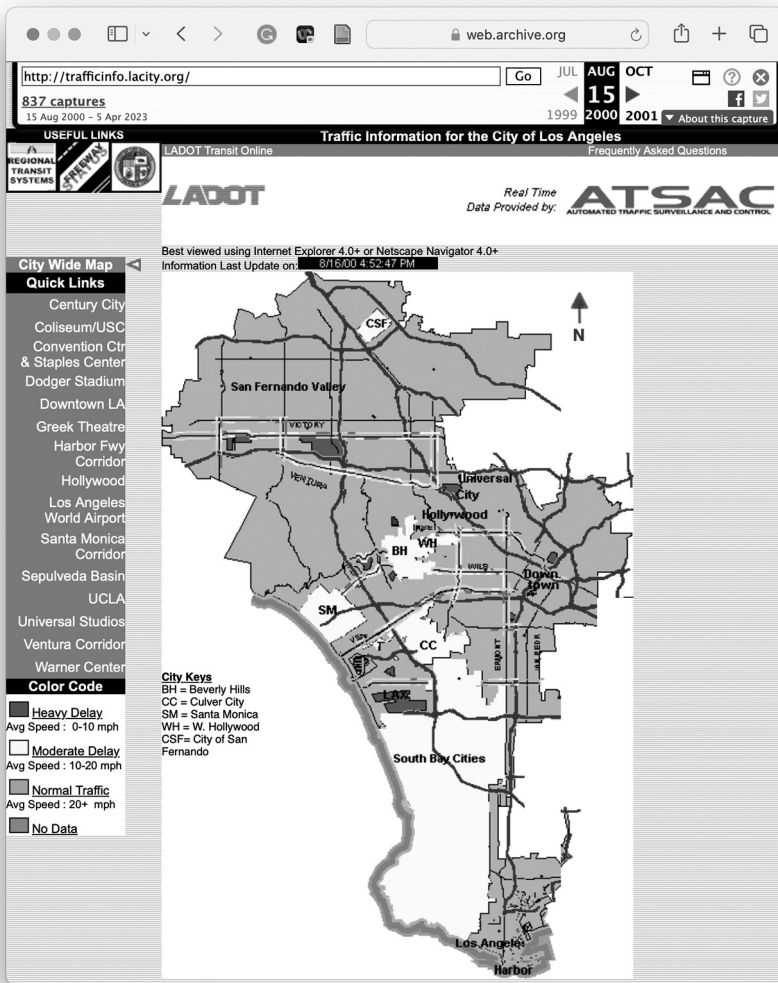 web.archive.org
http://trafficinfo.lacity.org/
Go
JUL AUG OCT
15
1999 2000 2001
837 captures
15 Aug 2000 – 5 Apr 2023
About this capture
USEFUL LINKS
Traffic Information for the City of Los Angeles
REGIONAL
TRANSIT
SYSTEMS
FREEWAY
STATUS
LADOT Transit Online
Frequently Asked Questions
LADOT
Real Time
Data Provided by:
ATSAC
AUTOMATED TRAFFIC SURVEILLANCE AND CONTROL
Best viewed using Internet Explorer 4.0+ or Netscape Navigator 4.0+
Information Last Update on: 8/16/00 4:52:47 PM
City Wide Map
Quick Links
Century City
Coliseum/USC
Convention Ctr
& Staples Center
Dodger Stadium
Downtown LA
Greek Theatre
Harbor Fwy
Corridor
Hollywood
Los Angeles
World Airport
Santa Monica
Corridor
Sepulveda Basin
UCLA
Universal Studios
Ventura Corridor
Warner Center
Color Code
Heavy Delay
Avg Speed : 0-10 mph
Moderate Delay
Avg Speed : 10-20 mph
Normal Traffic
Avg Speed : 20+ mph
No Data
N
CSF
San Fernando Valley
VICTORY
VENTURA
Universal
City
Hollywood
WH
BH
WILS
Down
town
SM
CC
LAX
South Bay Cities
Los Angeles
Harbor
City Keys
BH = Beverly Hills
CC = Culver City
SM = Santa Monica
WH = W. Hollywood
CSF= City of San
Fernando